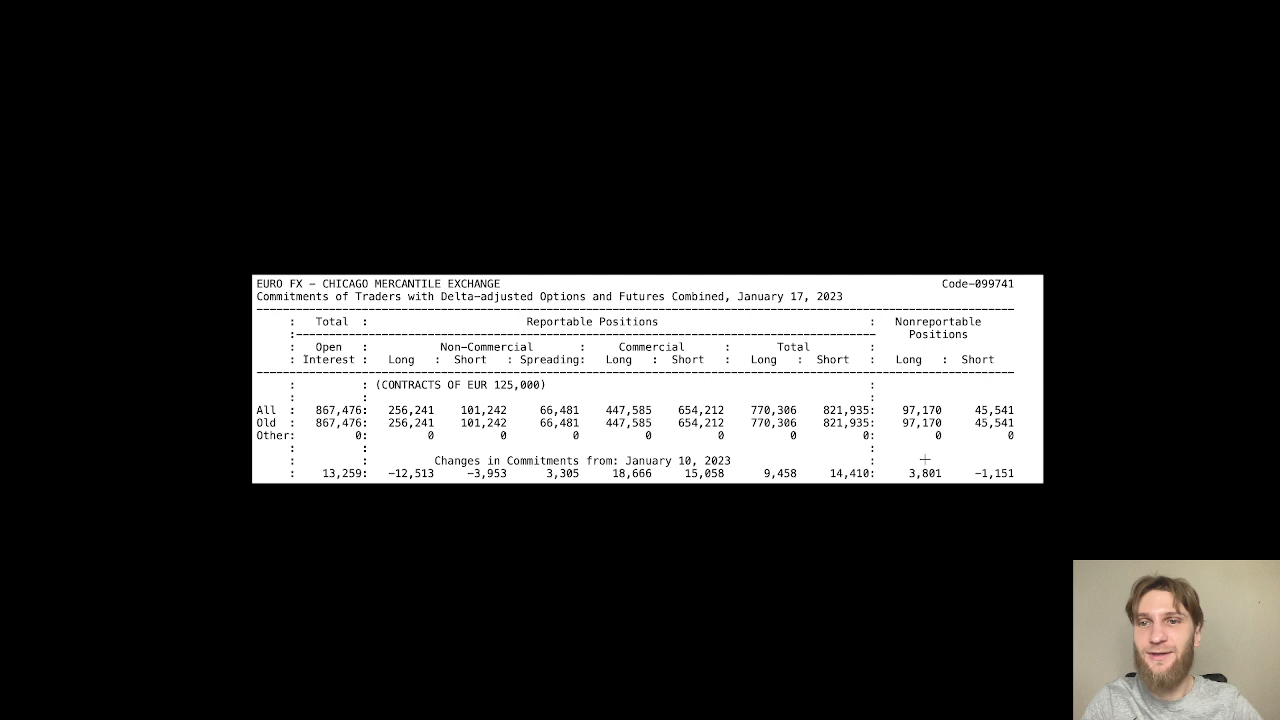 EURO FX – CHICAGO MERCANTILE EXCHANGE Code-099741
Commitments of Traders with Delta-adjusted Options and Futures Combined, January 17, 2023
: Total : Reportable Positions : Nonreportable
Positions
: Open : Non-Commercial : Commercial : Total :
: Interest : Long : Short : Spreading: Long : Short : Long : Short : Long : Short
: : (CONTRACTS OF EUR 125,000) :
: : :
All : 867,476: 256,241 101,242 66,481 447,585 654,212 770,306 821,935: 97,170 45,541
Old : 867,476: 256,241 101,242 66,481 447,585 654,212 770,306 821,935: 97,170 45,541
Other: 0: 0 0 0 0 0 0 0: 0 0
: : :
: : Changes in Commitments from: January 10, 2023 :
: 13,259: -12,513 -3,953 3,305 18,666 15,058 9,458 14,410: 3,801 -1,151